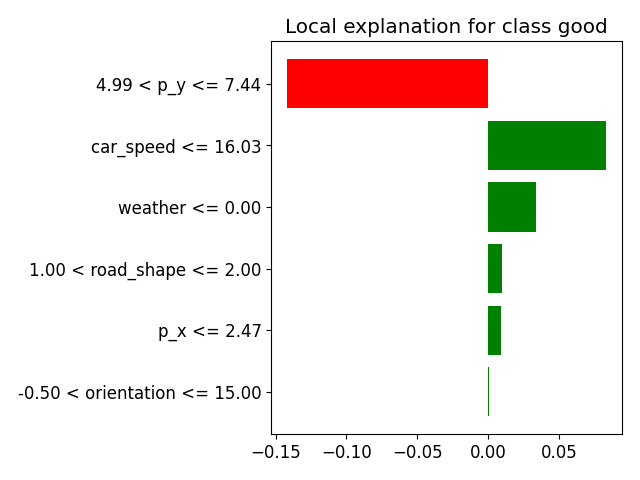 Local explanation for class good
4.99 < p_y <= 7.44
car_speed <= 16.03
weather <= 0.00
1.00 < road_shape <= 2.00
p_x <= 2.47
-0.50 < orientation <= 15.00
−0.15 −0.10 −0.05 0.00 0.05